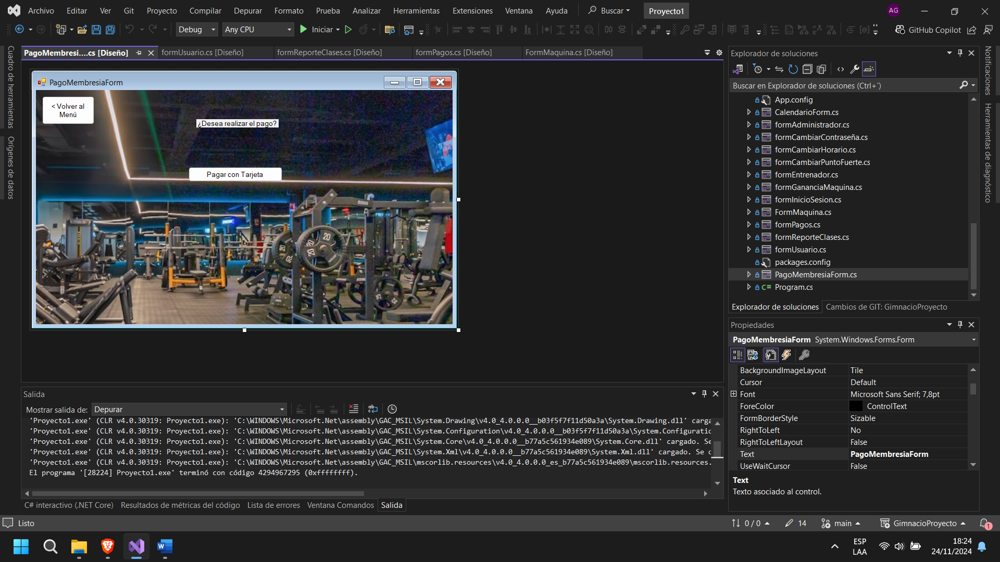 Archivo Editar Ver Git Proyecto Compilar Depurar Formato Prueba Analizar Herramientas Extensiones Ventana Ayuda Buscar Proyecto1 AG
Debug Any CPU Iniciar GitHub Copilot
Cuadro de herramientas
Orígenes de datos
PagoMembresi....cs [Diseño] formUsuario.cs [Diseño] formReporteClases.cs [Diseño] formPagos.cs [Diseño] FormMaquina.cs [Diseño]
PagoMembresiaForm
< Volver al
Menú
¿Desea realizar el pago?
Pagar con Tarjeta
20
20
20
Salida
Mostrar salida de: Depurar
'Proyecto1.exe' (CLR v4.0.30319: Proyecto1.exe): 'C:\WINDOWS\Microsoft.Net\assembly\GAC_MSIL\System.Drawing\v4.0_4.0.0.0__b03f5f7f11d50a3a\System.Drawing.dll' carga
'Proyecto1.exe' (CLR v4.0.30319: Proyecto1.exe): 'C:\WINDOWS\Microsoft.Net\assembly\GAC_MSIL\System.Configuration\v4.0_4.0.0.0__b03f5f7f11d50a3a\System.Configuratio
'Proyecto1.exe' (CLR v4.0.30319: Proyecto1.exe): 'C:\WINDOWS\Microsoft.Net\assembly\GAC_MSIL\System.Core\v4.0_4.0.0.0__b77a5c561934e089\System.Core.dll' cargado. Se
'Proyecto1.exe' (CLR v4.0.30319: Proyecto1.exe): 'C:\WINDOWS\Microsoft.Net\assembly\GAC_MSIL\System.Xml\v4.0_4.0.0.0__b77a5c561934e089\System.Xml.dll' cargado. Se c
'Proyecto1.exe' (CLR v4.0.30319: Proyecto1.exe): 'C:\WINDOWS\Microsoft.Net\assembly\GAC_MSIL\mscorlib.resources\v4.0_4.0.0.0_es_b77a5c561934e089\mscorlib.resources.
El programa '[28224] Proyecto1.exe' terminó con código 4294967295 (0xffffffff).
C# interactivo (.NET Core) Resultados de métricas del código Lista de errores Ventana Comandos Salida
Explorador de soluciones
Buscar en Explorador de soluciones (Ctrl+´)
App.config
CalendarioForm.cs
formAdministrador.cs
formCambiarContraseña.cs
formCambiarHorario.cs
formCambiarPuntoFuerte.cs
formEntrenador.cs
formGananciaMaquina.cs
formInicioSesion.cs
FormMaquina.cs
formPagos.cs
formReporteClases.cs
formUsuario.cs
packages.config
PagoMembresiaForm.cs
C# Program.cs
Explorador de soluciones Cambios de GIT: GimnacioProyecto
Propiedades
PagoMembresiaForm System.Windows.Forms.Form
BackgroundImageLayout Tile
Cursor Default
Font Microsoft Sans Serif; 7,8pt
ForeColor ControlText
FormBorderStyle Sizable
RightToLeft No
RightToLeftLayout False
Text PagoMembresiaForm
UseWaitCursor False
Text
Texto asociado al control.
Notificaciones
Herramientas de diagnóstico
Listo 0 / 0 14 main GimnacioProyecto 1
ESP
LAA
18:24
24/11/2024